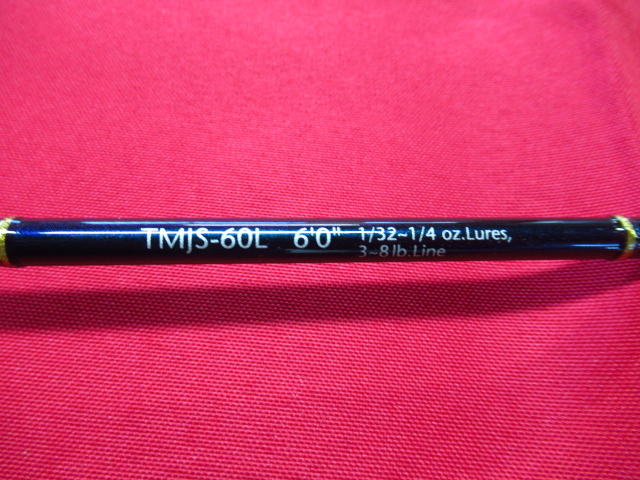 TMJS-60L 6'0" 1/32~1/4 oz.Lures,
3~8lb.Line